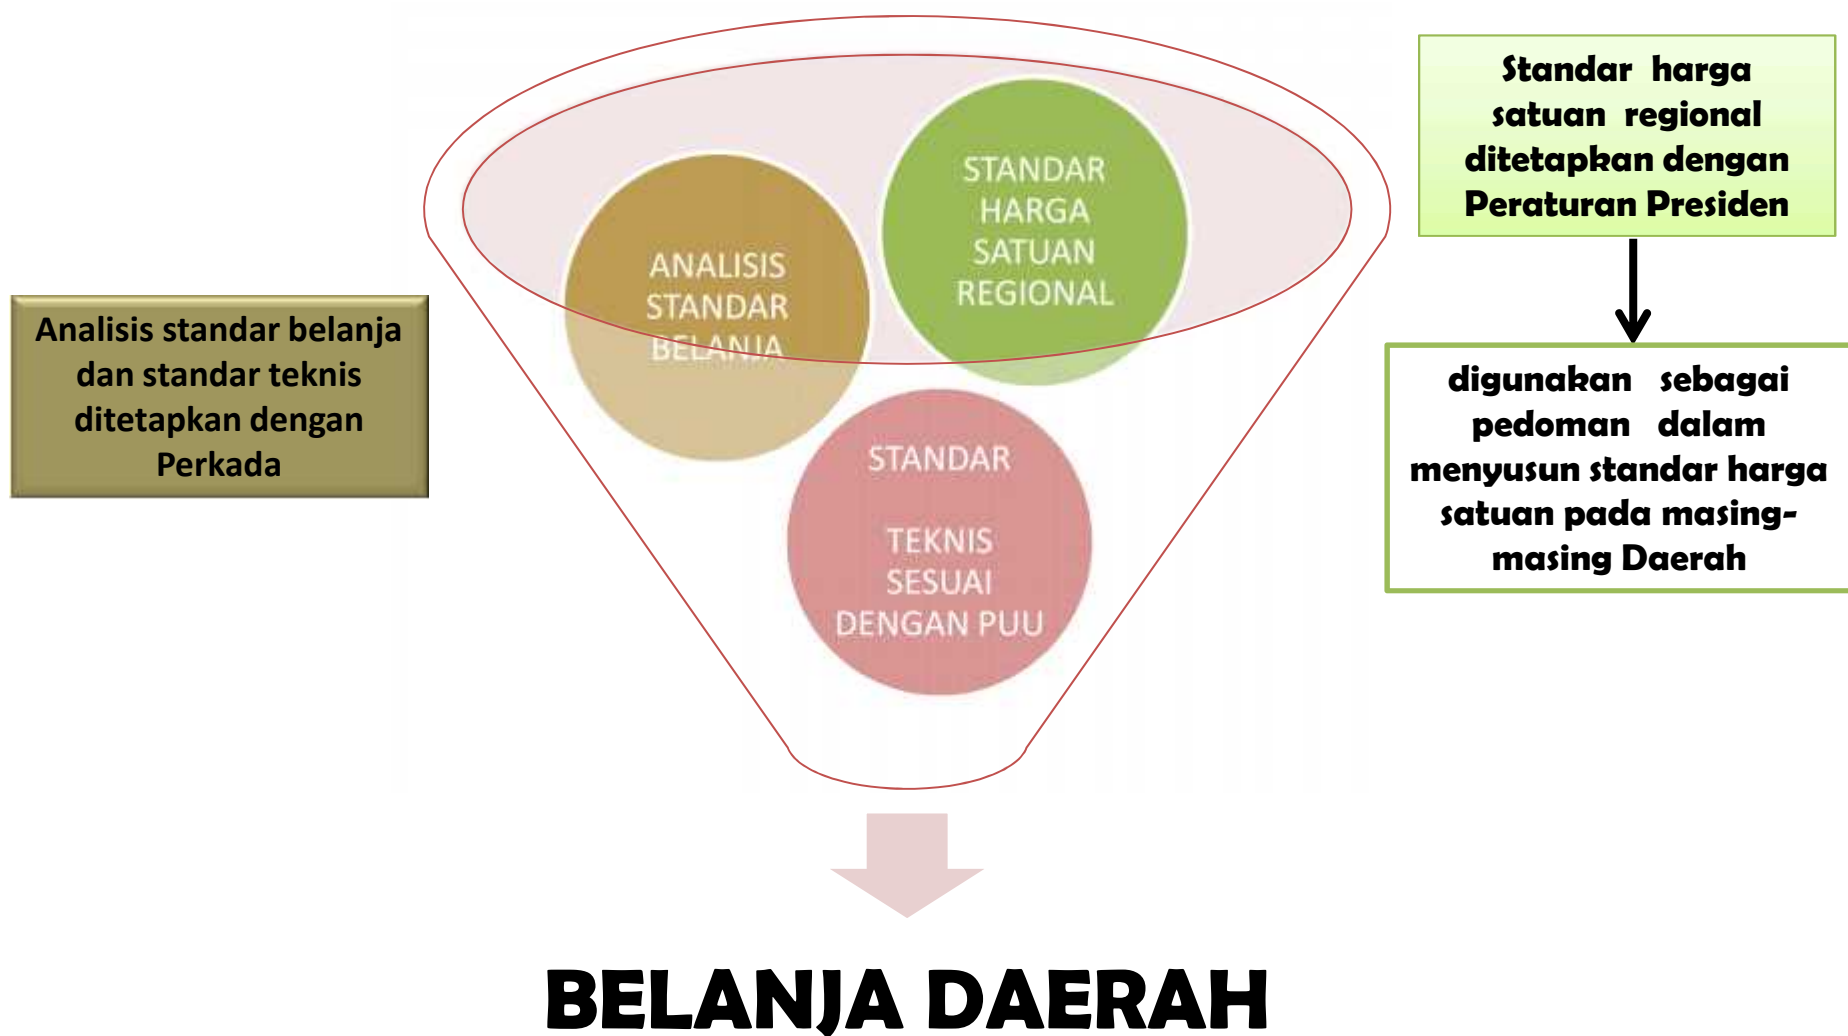 Analisis standar belanja
dan standar teknis
ditetapkan dengan
Perkada
ANALISIS
STANDAR
BELANJA
STANDAR
HARGA
SATUAN
REGIONAL
STANDAR
TEKNIS
SESUAI
DENGAN PUU
Standar harga
satuan regional
ditetapkan dengan
Peraturan Presiden
digunakan sebagai
pedoman dalam
menyusun standar harga
satuan pada masing-
masing Daerah
BELANJA DAERAH